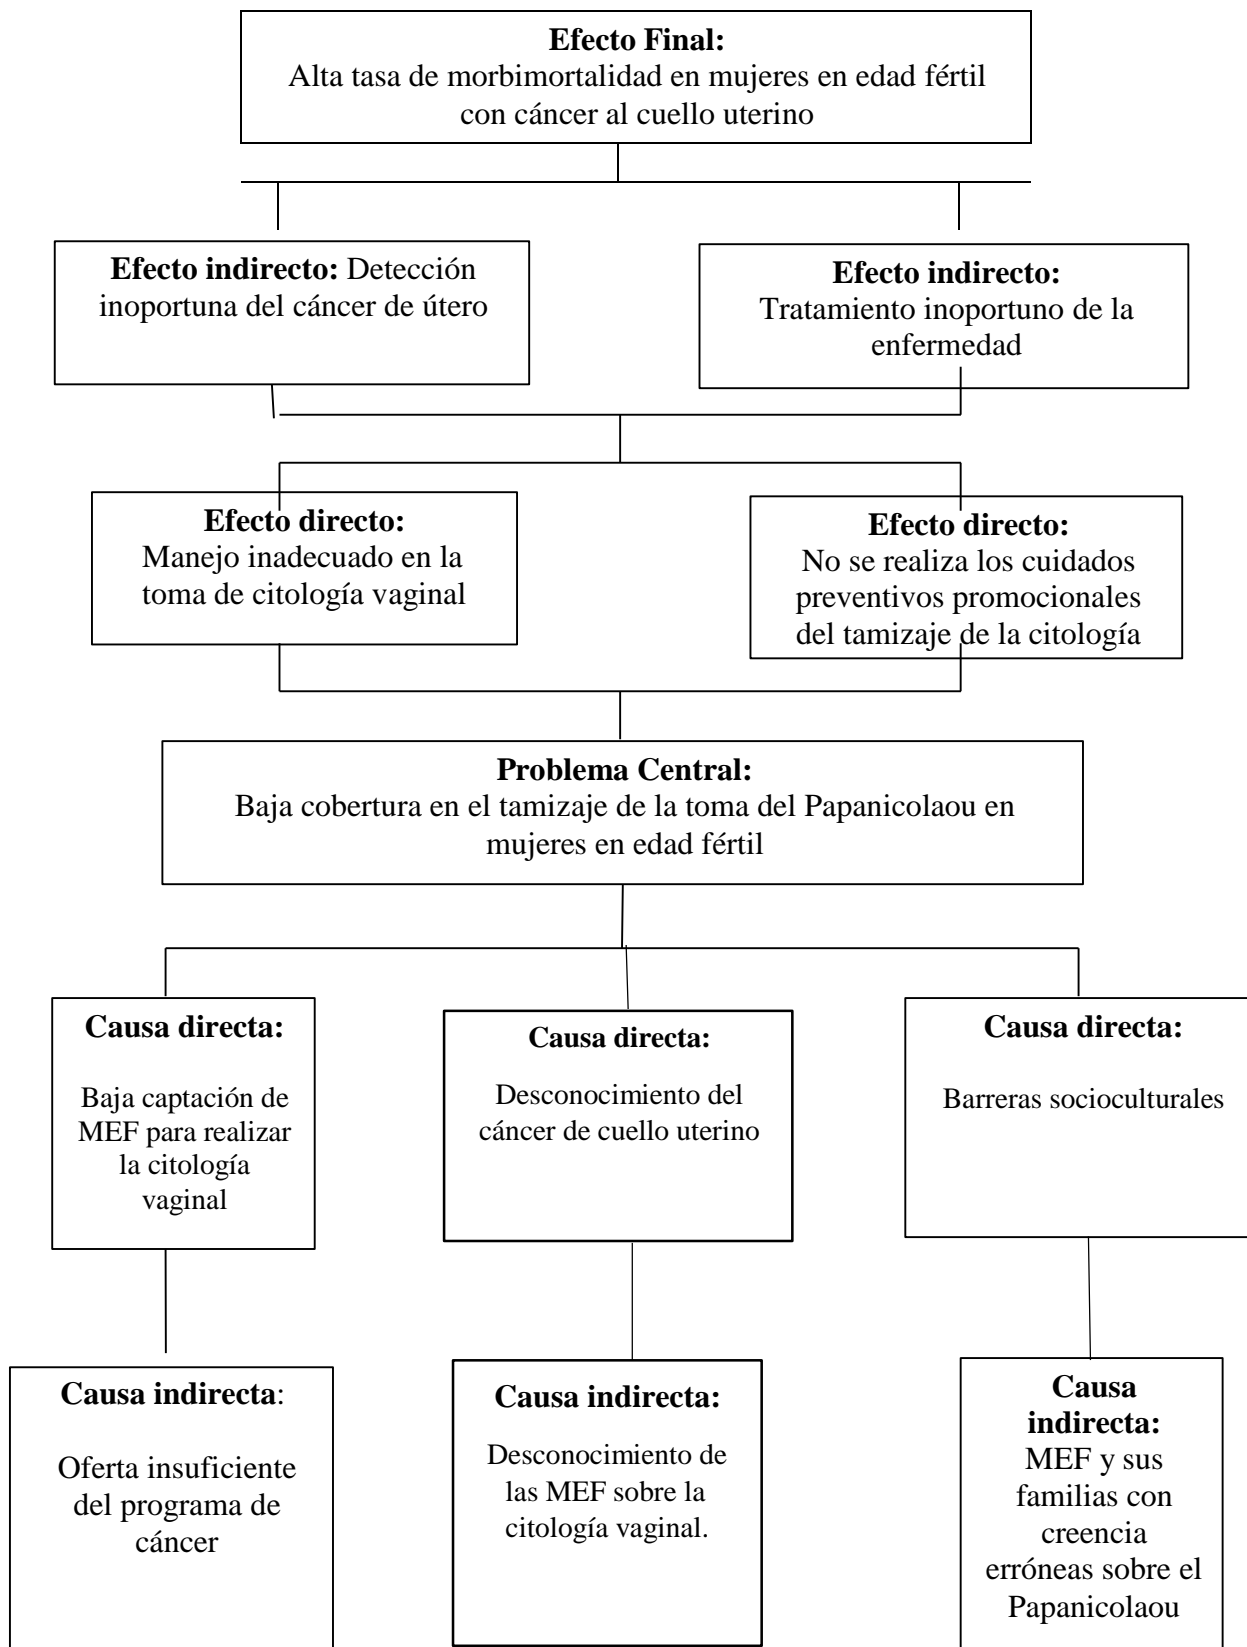 Efecto Final:
Alta tasa de morbimortalidad en mujeres en edad fértil
con cáncer al cuello uterino
Efecto indirecto: Detección
inoportuna del cáncer de útero
Efecto indirecto:
Tratamiento inoportuno de la
enfermedad
Efecto directo:
Manejo inadecuado en la
toma de citología vaginal
Efecto directo:
No se realiza los cuidados
preventivos promocionales
del tamizaje de la citología
Problema Central:
Baja cobertura en el tamizaje de la toma del Papanicolaou en
mujeres en edad fértil
Causa directa:
Baja captación de
MEF para realizar
la citología
vaginal
Causa directa:
Desconocimiento del
cáncer de cuello uterino
Causa directa:
Barreras socioculturales
Causa indirecta:
Oferta insuficiente
del programa de
cáncer
Causa indirecta:
Desconocimiento de
las MEF sobre la
citología vaginal.
Causa
indirecta:
MEF y sus
familias con
creencia
erróneas sobre el
Papanicolaou